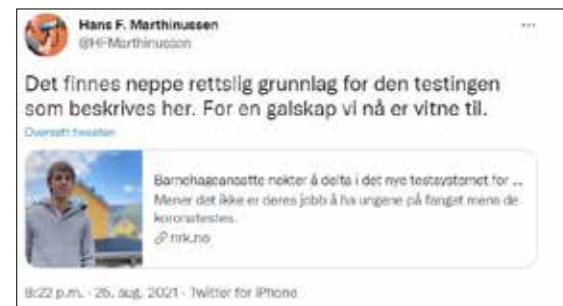 Hans F. Marthinussen
@HFMarthinussen
Det finnes neppe rettslig grunnlag for den testingen
som beskrives her. For en galskap vi nå er vitne til.
Oversett tweeten
Barnehageansatte nekter å delta i det nye testsystemet for ...
Mener det ikke er deres jobb å ha ungene på fanget mens de
koronatestes.
nrk.no
8:22 p.m. · 25. aug. 2021 · Twitter for iPhone